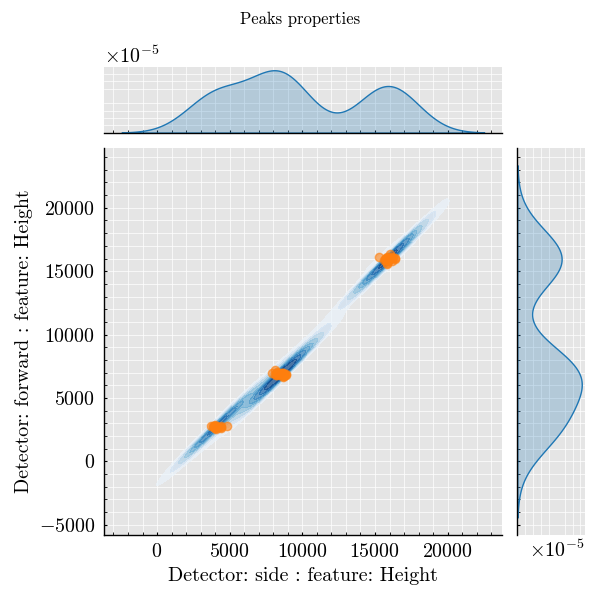 Peaks properties
×10⁻⁵
20000
15000
10000
5000
0
−5000
Detector: forward : feature: Height
×10⁻⁵
0 5000 10000 15000 20000
Detector: side : feature: Height